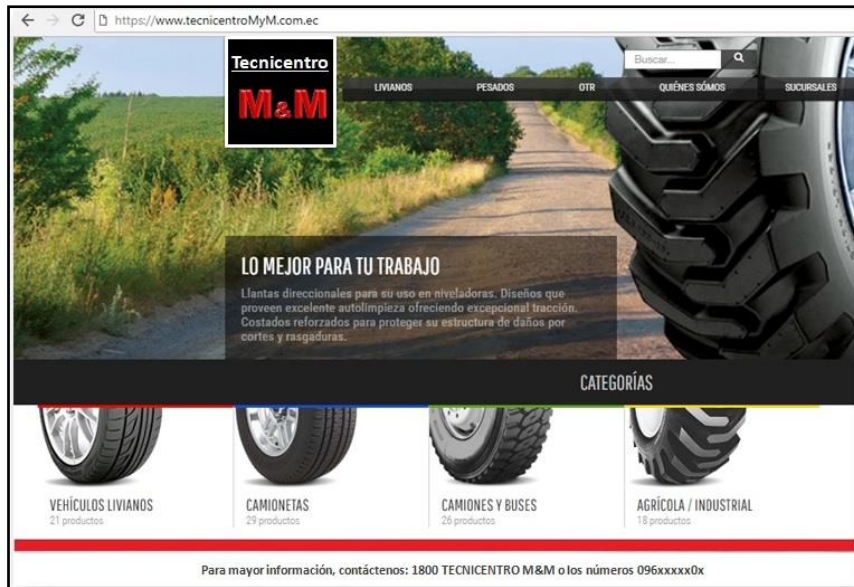 https://www.tecnicentroMyM.com.ec
Tecnicentro
M&M
Buscar...
LIVIANOS PESADOS OTR QUIÉNES SÓMOS SUCURSALES
LO MEJOR PARA TU TRABAJO
Llantas direccionales para su uso en niveladoras. Diseños que
proveen excelente autolimpieza ofreciendo excepcional tracción.
Costados reforzados para proteger su estructura de daños por
cortes y rasgaduras.
CATEGORÍAS
VEHÍCULOS LIVIANOS
21 productos
CAMIONETAS
29 productos
CAMIONES Y BUSES
26 productos
AGRÍCOLA / INDUSTRIAL
18 productos
Para mayor información, contáctenos: 1800 TECNICENTRO M&M o los números 096xxxxx0x